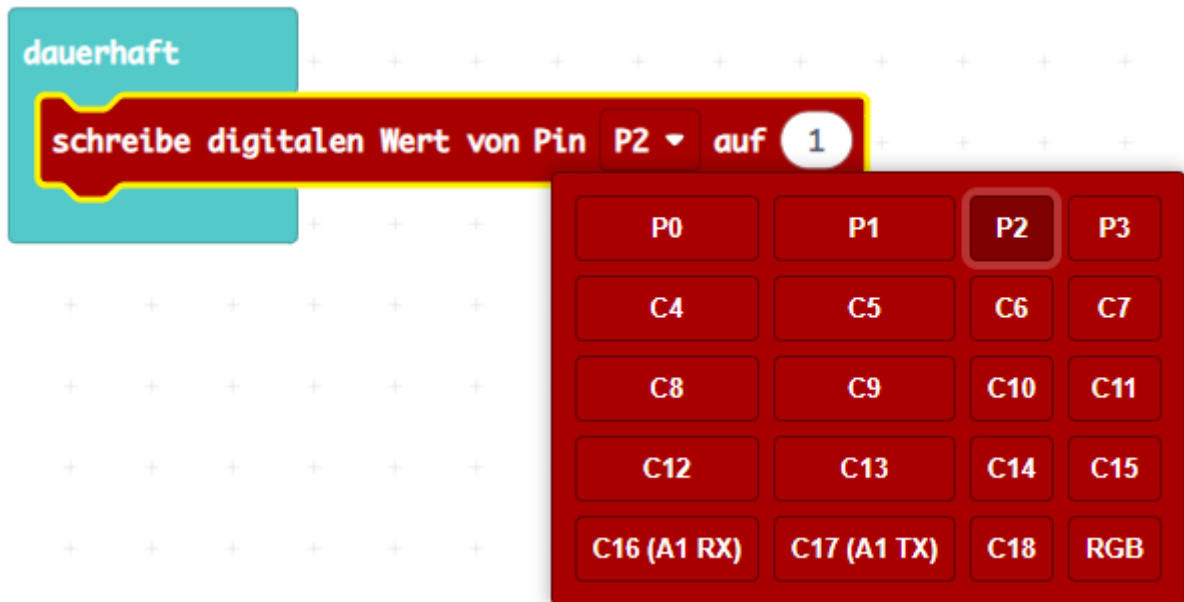 dauerhaft
schreibe digitalen Wert von Pin P2 auf 1
P0 P1 P2 P3
C4 C5 C6 C7
C8 C9 C10 C11
C12 C13 C14 C15
C16 (A1 RX) C17 (A1 TX) C18 RGB